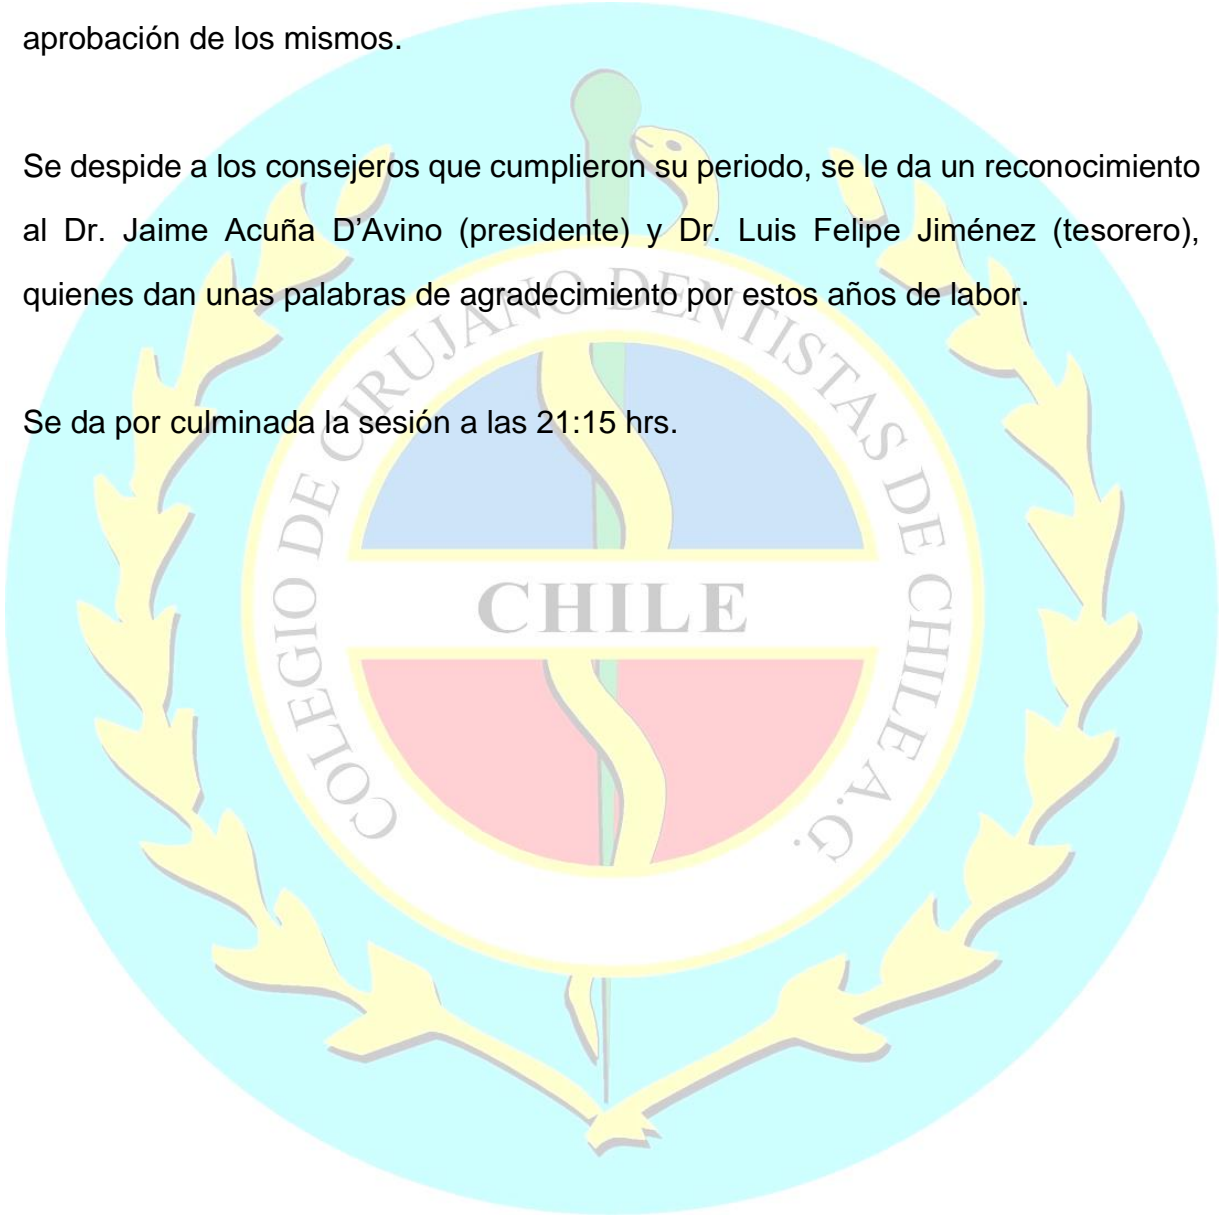 aprobación de los mismos.
Se despide a los consejeros que cumplieron su periodo, se le da un reconocimiento
al Dr. Jaime Acuña D’Avino (presidente) y Dr. Luis Felipe Jiménez (tesorero),
quienes dan unas palabras de agradecimiento por estos años de labor.
Se da por culminada la sesión a las 21:15 hrs.
COLEGIO DE CIRUJANO DENTISTAS DE CHILE A.G.
CHILE